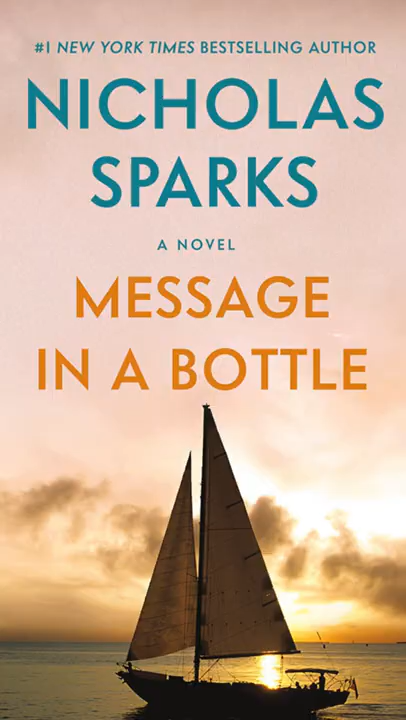 #1 NEW YORK TIMES BESTSELLING AUTHOR
NICHOLAS
SPARKS
A NOVEL
MESSAGE
IN A BOTTLE